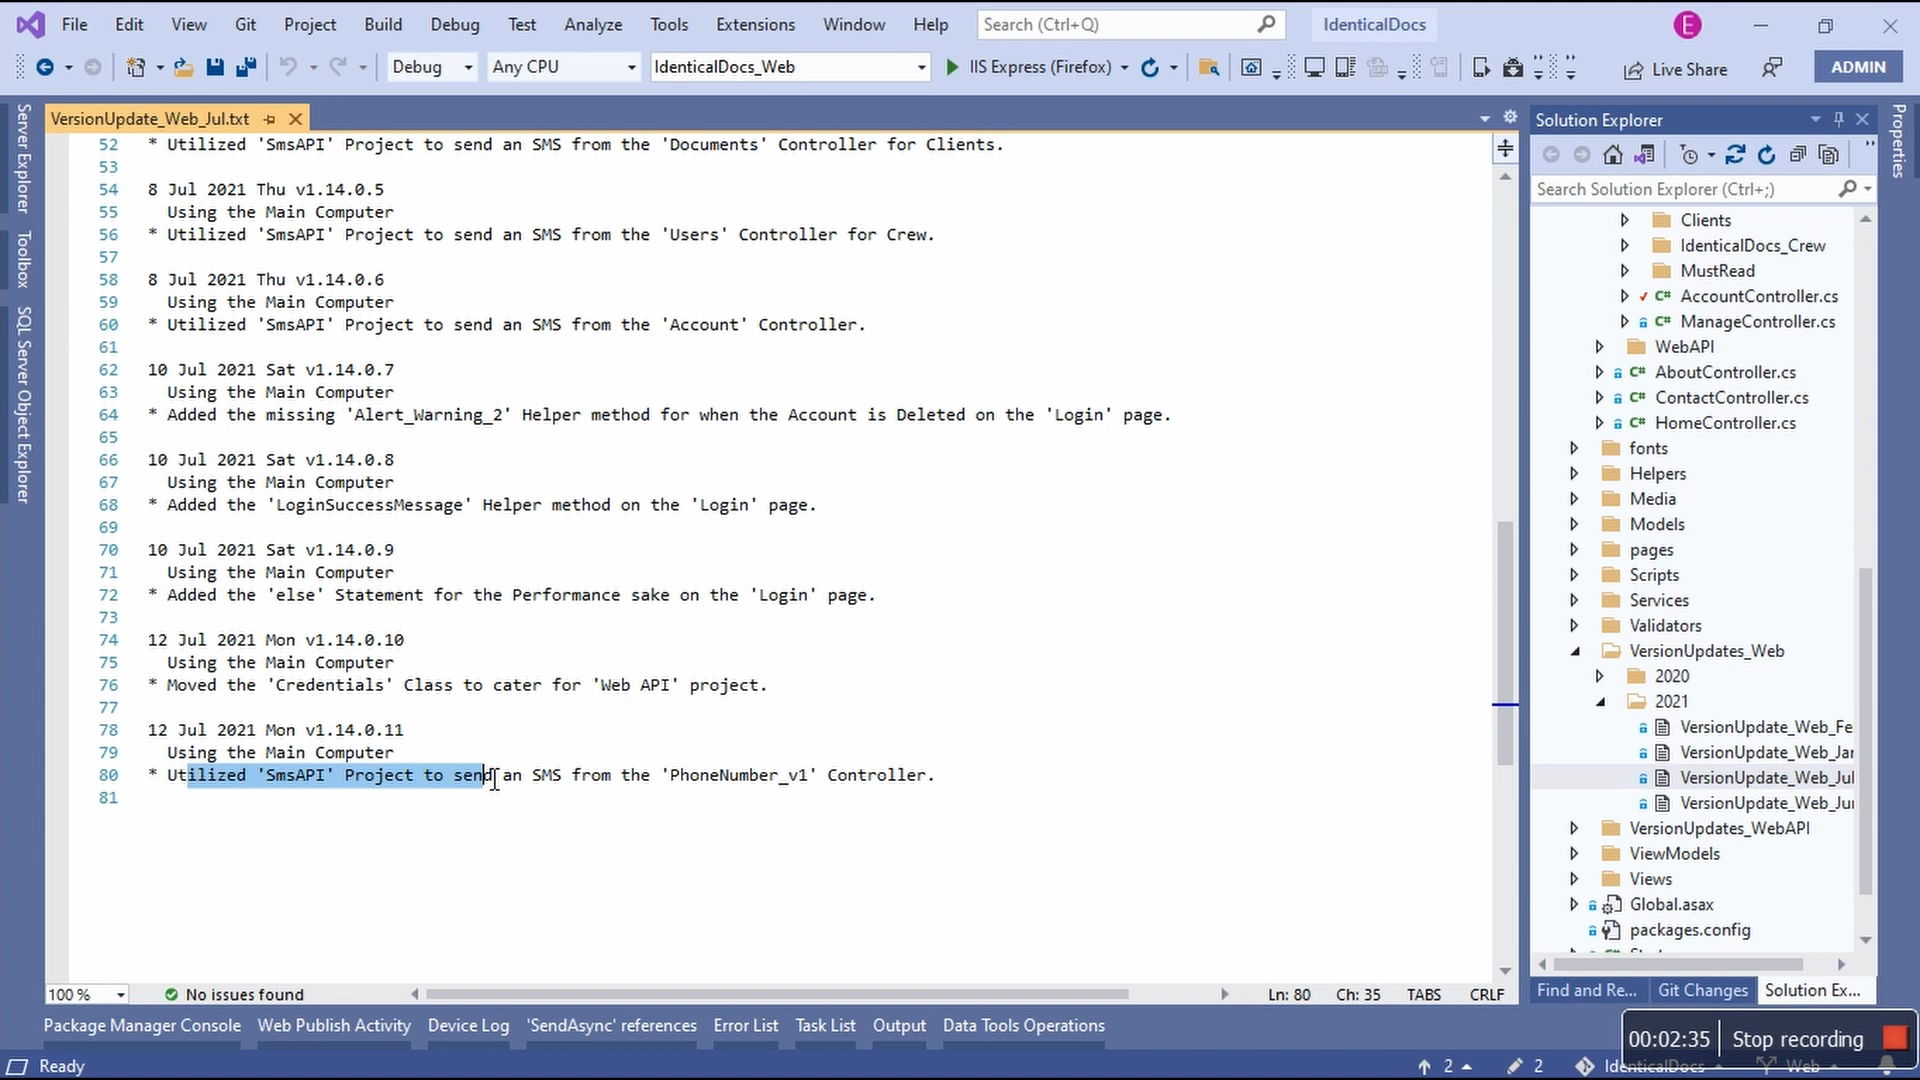 File Edit View Git Project Build Debug Test Analyze Tools Extensions Window Help Search (Ctrl+Q) IdenticalDocs E
Debug Any CPU IdenticalDocs_Web IIS Express (Firefox) Live Share ADMIN
Server Explorer
Toolbox
SQL Server Object Explorer
VersionUpdate_Web_Jul.txt
52 * Utilized 'SmsAPI' Project to send an SMS from the 'Documents' Controller for Clients.
53
54 8 Jul 2021 Thu v1.14.0.5
55 Using the Main Computer
56 * Utilized 'SmsAPI' Project to send an SMS from the 'Users' Controller for Crew.
57
58 8 Jul 2021 Thu v1.14.0.6
59 Using the Main Computer
60 * Utilized 'SmsAPI' Project to send an SMS from the 'Account' Controller.
61
62 10 Jul 2021 Sat v1.14.0.7
63 Using the Main Computer
64 * Added the missing 'Alert_Warning_2' Helper method for when the Account is Deleted on the 'Login' page.
65
66 10 Jul 2021 Sat v1.14.0.8
67 Using the Main Computer
68 * Added the 'LoginSuccessMessage' Helper method on the 'Login' page.
69
70 10 Jul 2021 Sat v1.14.0.9
71 Using the Main Computer
72 * Added the 'else' Statement for the Performance sake on the 'Login' page.
73
74 12 Jul 2021 Mon v1.14.0.10
75 Using the Main Computer
76 * Moved the 'Credentials' Class to cater for 'Web API' project.
77
78 12 Jul 2021 Mon v1.14.0.11
79 Using the Main Computer
80 * Utilized 'SmsAPI' Project to send an SMS from the 'PhoneNumber_v1' Controller.
81
100 % No issues found Ln: 80 Ch: 35 TABS CRLF
Solution Explorer
Search Solution Explorer (Ctrl+;)
Clients
IdenticalDocs_Crew
MustRead
C# AccountController.cs
C# ManageController.cs
WebAPI
C# AboutController.cs
C# ContactController.cs
C# HomeController.cs
fonts
Helpers
Media
Models
pages
Scripts
Services
Validators
VersionUpdates_Web
2020
2021
VersionUpdate_Web_Fe
VersionUpdate_Web_Jar
VersionUpdate_Web_Jul
VersionUpdate_Web_Jur
VersionUpdates_WebAPI
ViewModels
Views
Global.asax
packages.config
Find and Re... Git Changes Solution Ex...
Properties
Package Manager Console Web Publish Activity Device Log 'SendAsync' references Error List Task List Output Data Tools Operations
00:02:35 Stop recording
Ready 2 2 IdenticalDocs Web